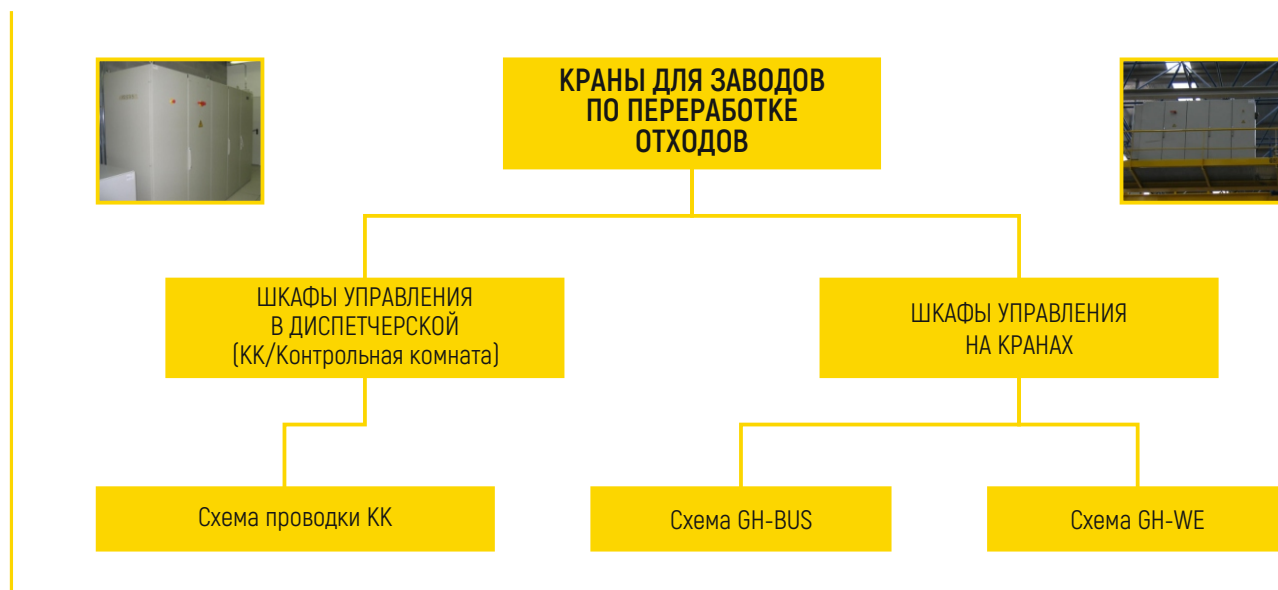 КРАНЫ ДЛЯ ЗАВОДОВ
ПО ПЕРЕРАБОТКЕ
ОТХОДОВ
ШКАФЫ УПРАВЛЕНИЯ
В ДИСПЕТЧЕРСКОЙ
(КК/Контрольная комната)
ШКАФЫ УПРАВЛЕНИЯ
НА КРАНАХ
Схема проводки КК
Схема GH-BUS
Схема GH-WE